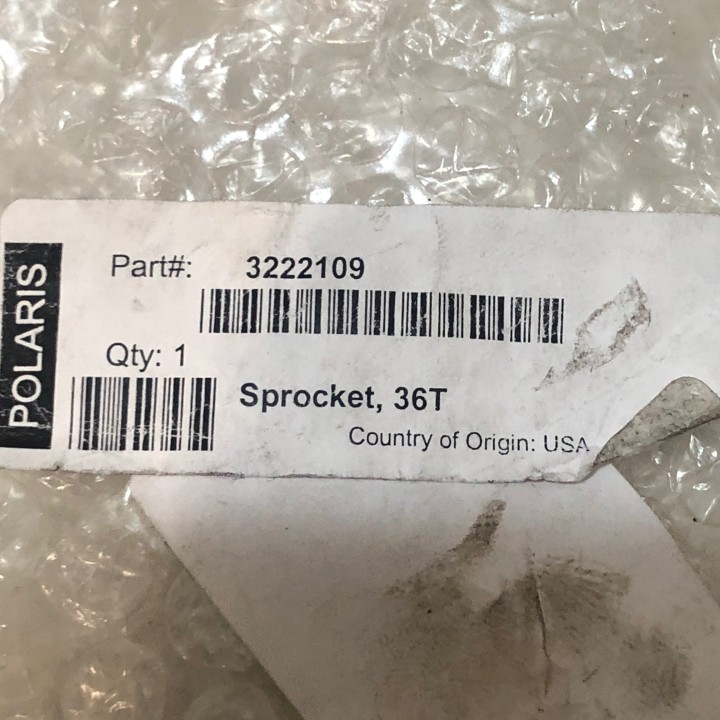 POLARIS
Part#: 3222109
Qty: 1
Sprocket, 36T
Country of Origin: USA